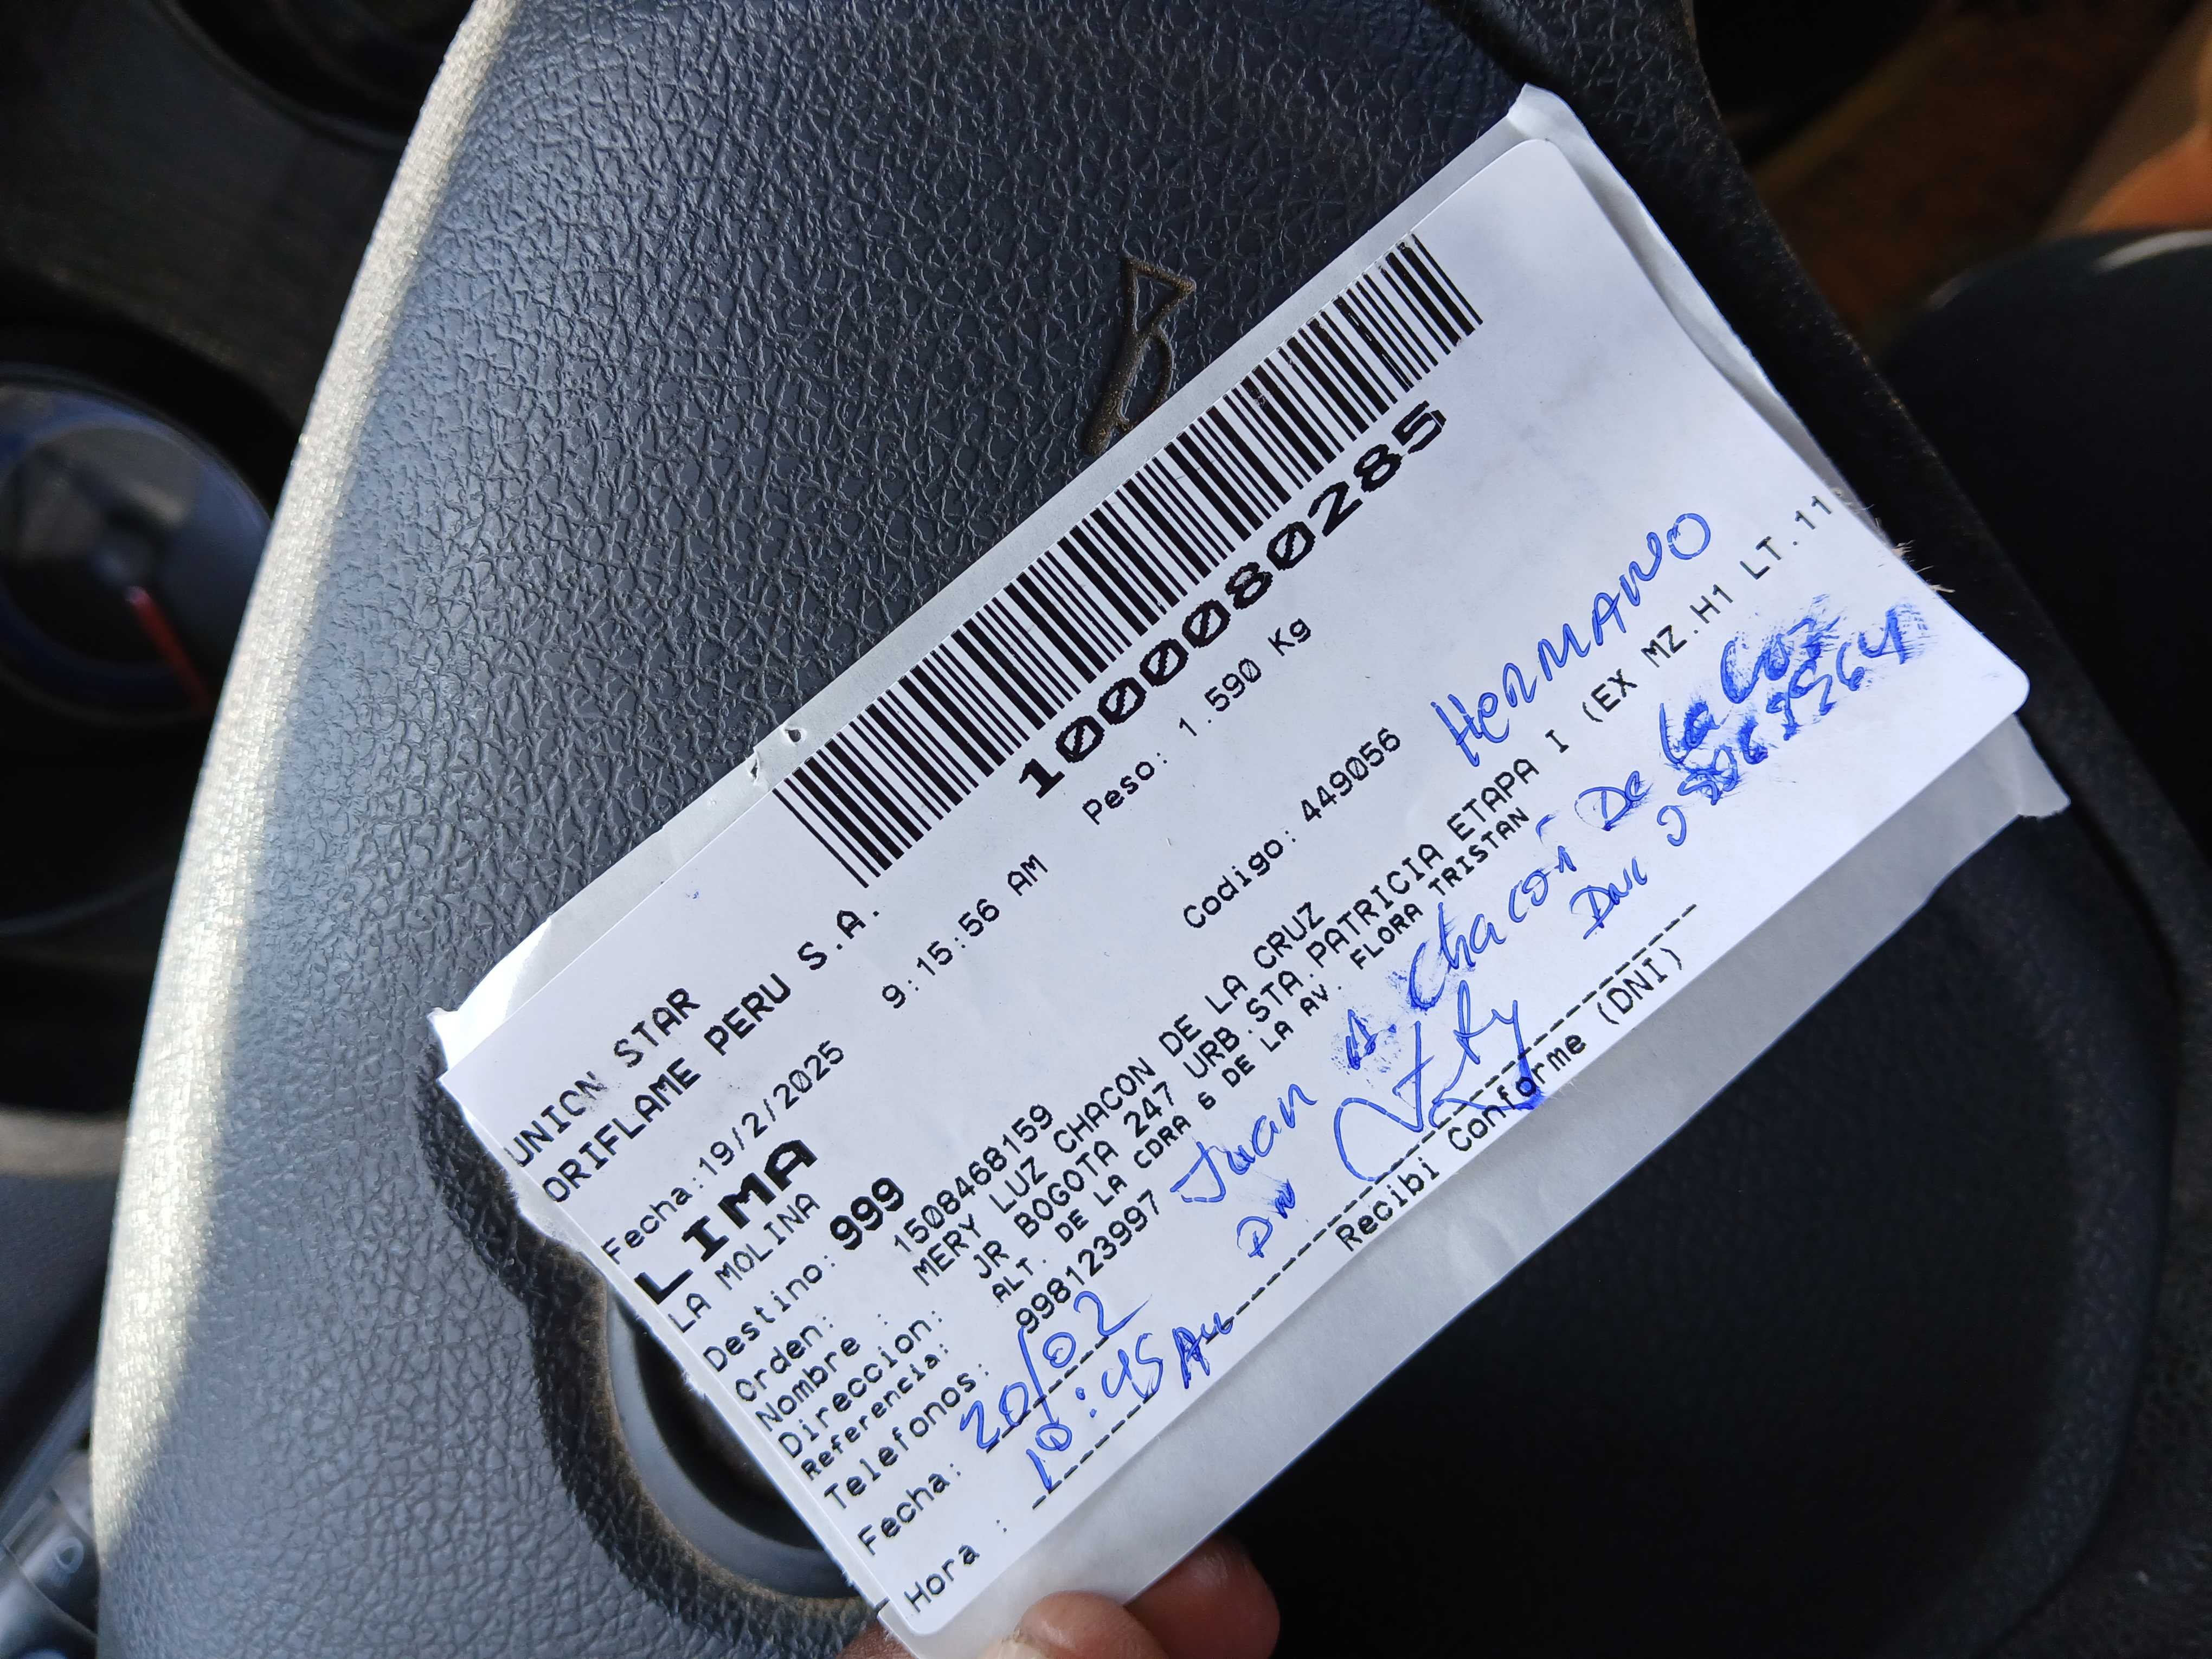 UNION STAR
ORIFLAME PERU S.A.
10000080285
Fecha:19/2/2025 9:15:56 AM Peso: 1.590 Kg
LIMA
LA MOLINA
Destino: 999
Orden: 1508468159 Codigo: 449056 HERMANO
Nombre : MERY LUZ CHACON DE LA CRUZ
Direccion: JR BOGOTA 247 URB.STA.PATRICIA ETAPA I (EX MZ.H1 LT.11
Referencia: ALT. DE LA CDRA 6 DE LA AV. FLORA TRISTAN
Telefonos: 998123997
Juan A. Chacon De La Cruz
Dni
Fecha: 20/02
Hora : 10:45 AM
Recibi Conforme (DNI)